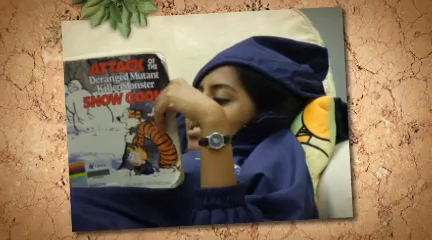 ATTACK OF
THE
Deranged Mutant
Killer Monster
SNOW GOONS